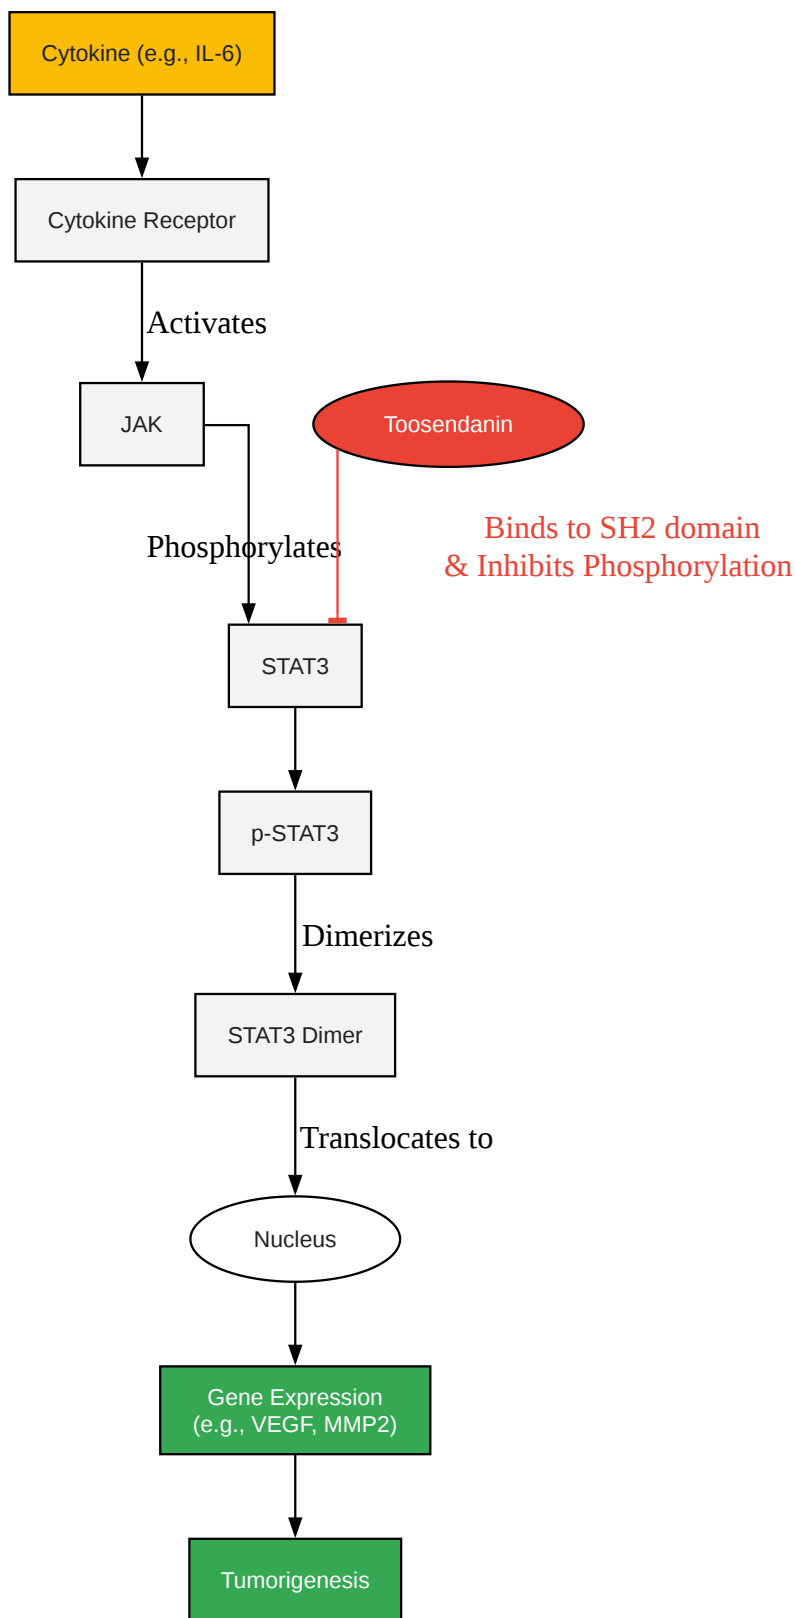 Cytokine (e.g., IL-6)
Cytokine Receptor
Activates
JAK
Toosendanin
Binds to SH2 domain
& Inhibits Phosphorylation
Phosphorylates
STAT3
p-STAT3
Dimerizes
STAT3 Dimer
Translocates to
Nucleus
Gene Expression
(e.g., VEGF, MMP2)
Tumorigenesis